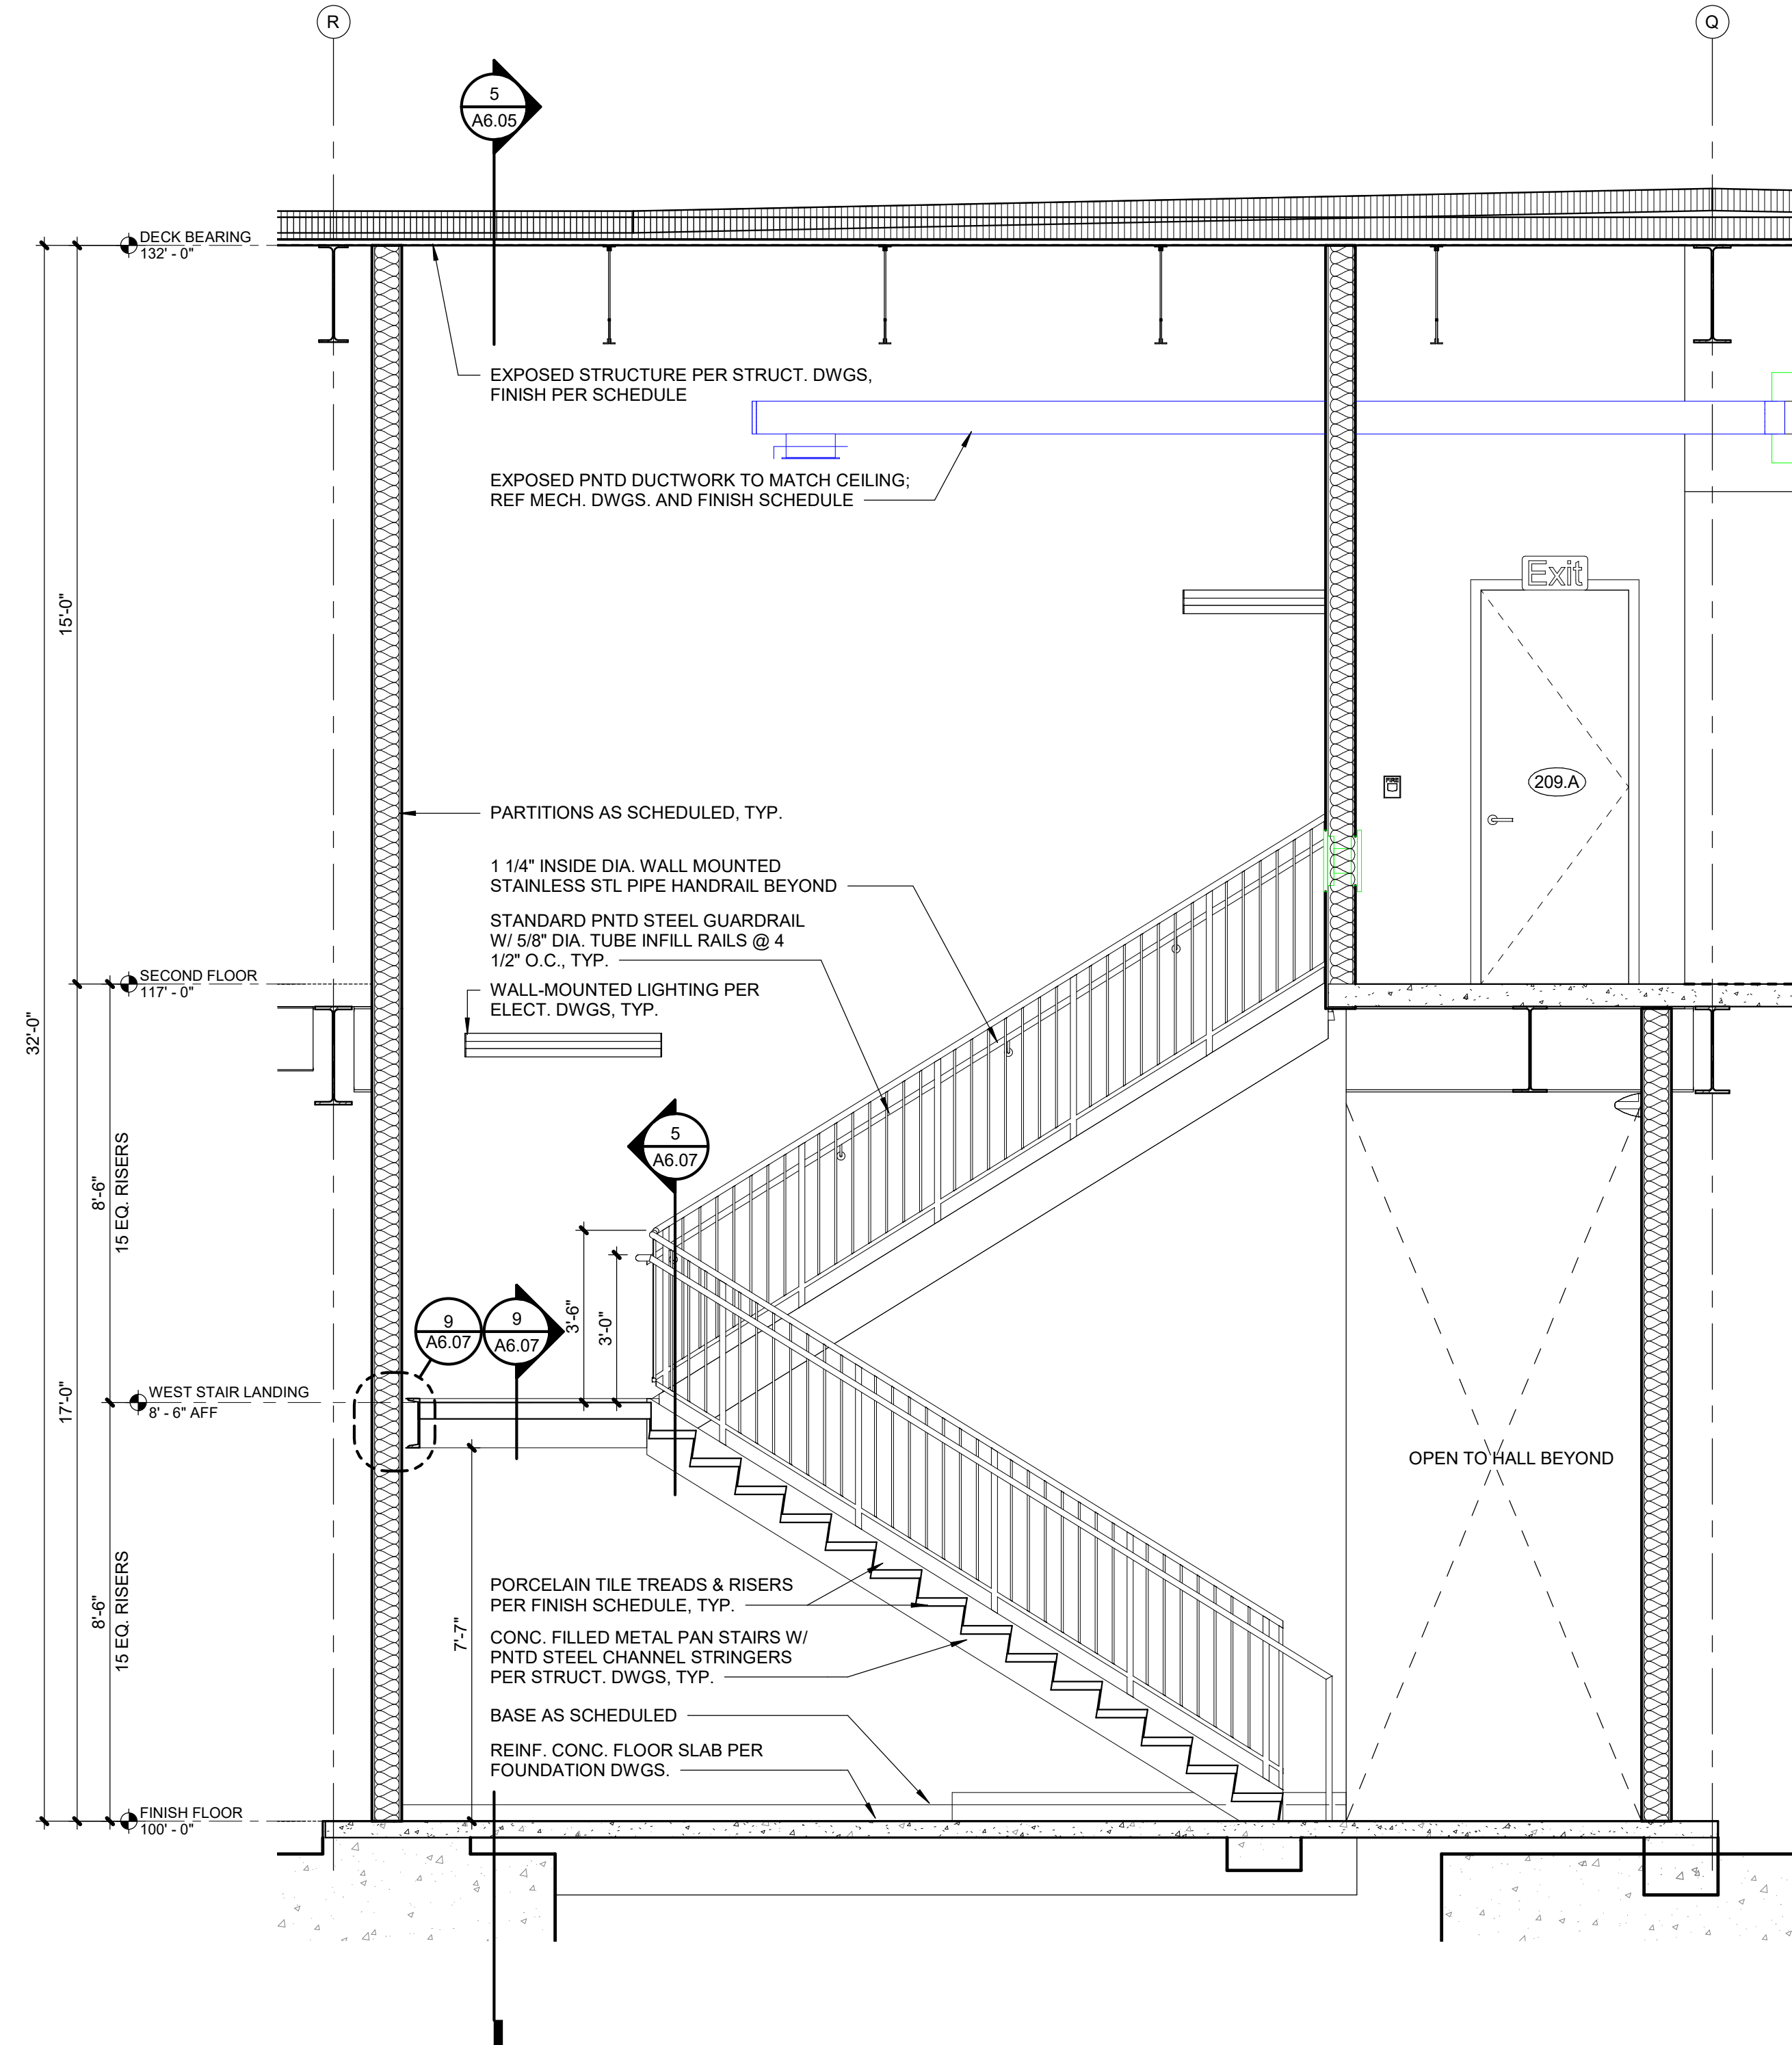 R
Q
5
A6.05
DECK BEARING
132' - 0"
EXPOSED STRUCTURE PER STRUCT. DWGS,
FINISH PER SCHEDULE
EXPOSED PNTD DUCTWORK TO MATCH CEILING;
REF MECH. DWGS. AND FINISH SCHEDULE
Exit
15'-0"
FIRE
209.A
PARTITIONS AS SCHEDULED, TYP.
1 1/4" INSIDE DIA. WALL MOUNTED
STAINLESS STL PIPE HANDRAIL BEYOND
STANDARD PNTD STEEL GUARDRAIL
W/ 5/8" DIA. TUBE INFILL RAILS @ 4
1/2" O.C., TYP.
SECOND FLOOR
117' - 0"
WALL-MOUNTED LIGHTING PER
ELECT. DWGS, TYP.
32'-0"
5
A6.07
8'-6"
15 EQ. RISERS
9
A6.07
9
A6.07
3'-6"
3'-0"
WEST STAIR LANDING
8' - 6" AFF
17'-0"
OPEN TO HALL BEYOND
8'-6"
15 EQ. RISERS
7'-7"
PORCELAIN TILE TREADS & RISERS
PER FINISH SCHEDULE, TYP.
CONC. FILLED METAL PAN STAIRS W/
PNTD STEEL CHANNEL STRINGERS
PER STRUCT. DWGS, TYP.
BASE AS SCHEDULED
REINF. CONC. FLOOR SLAB PER
FOUNDATION DWGS.
FINISH FLOOR
100' - 0"